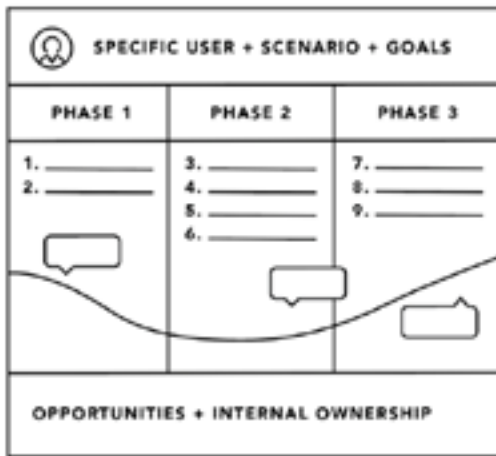 SPECIFIC USER + SCENARIO + GOALS
PHASE 1 PHASE 2 PHASE 3
1. 3. 7.
2. 4. 8.
5. 9.
6.
OPPORTUNITIES + INTERNAL OWNERSHIP